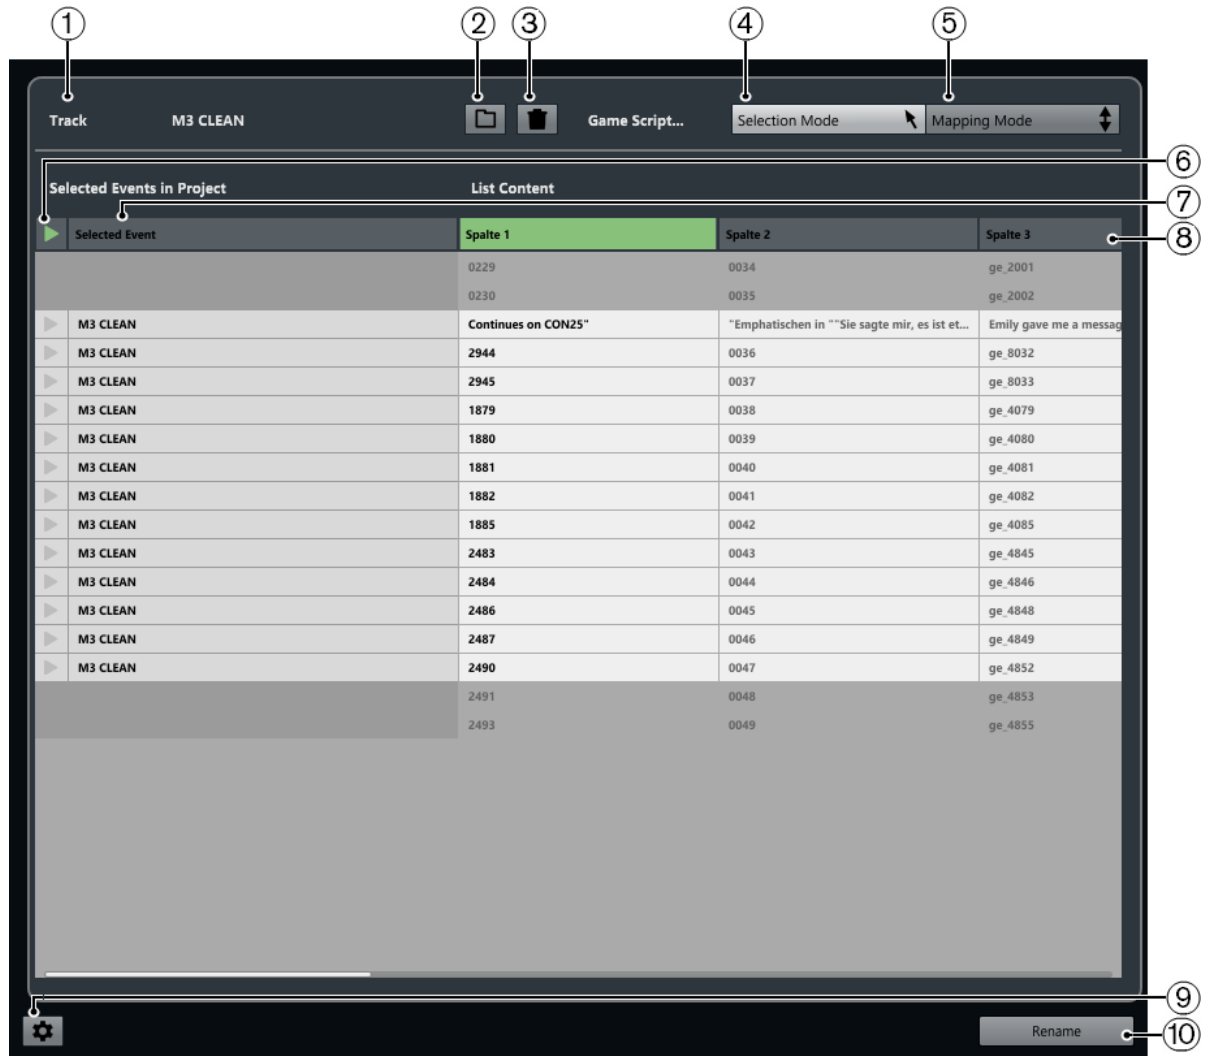 1 2 3 4 5
Track M3 CLEAN Game Script... Selection Mode Mapping Mode
6
Selected Events in Project List Content
7
Selected Event Spalte 1 Spalte 2 Spalte 3 8
0229 0034 ge_2001
0230 0035 ge_2002
M3 CLEAN Continues on CON25" "Emphatischen in ""Sie sagte mir, es ist et... Emily gave me a messag
M3 CLEAN 2944 0036 ge_8032
M3 CLEAN 2945 0037 ge_8033
M3 CLEAN 1879 0038 ge_4079
M3 CLEAN 1880 0039 ge_4080
M3 CLEAN 1881 0040 ge_4081
M3 CLEAN 1882 0041 ge_4082
M3 CLEAN 1885 0042 ge_4085
M3 CLEAN 2483 0043 ge_4845
M3 CLEAN 2484 0044 ge_4846
M3 CLEAN 2486 0045 ge_4848
M3 CLEAN 2487 0046 ge_4849
M3 CLEAN 2490 0047 ge_4852
2491 0048 ge_4853
2493 0049 ge_4855
9
Rename 10